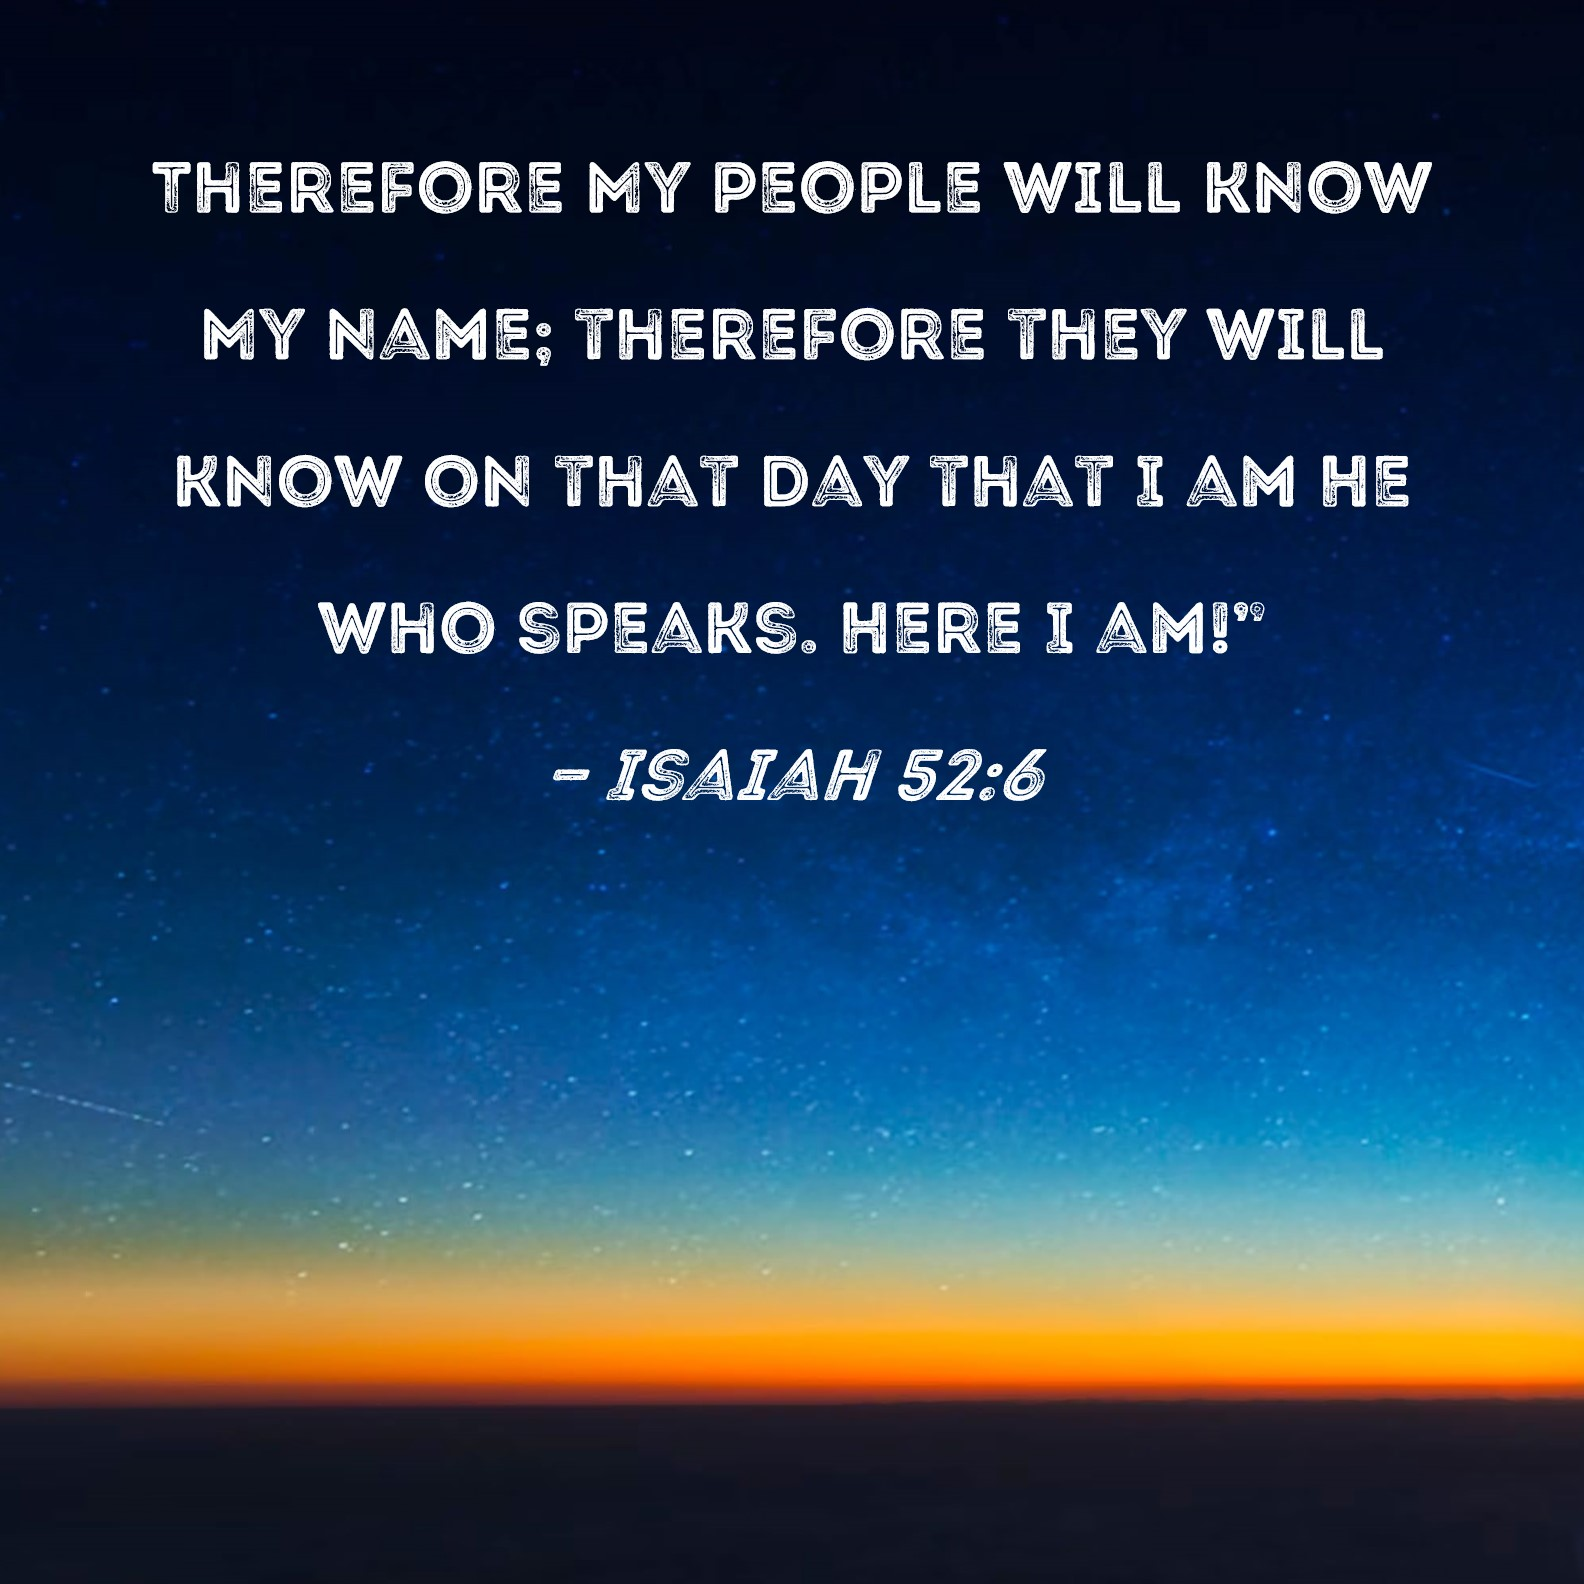 THEREFORE MY PEOPLE WILL KNOW
MY NAME; THEREFORE THEY WILL
KNOW ON THAT DAY THAT I AM HE
WHO SPEAKS. HERE I AM!”
– ISAIAH 52:6